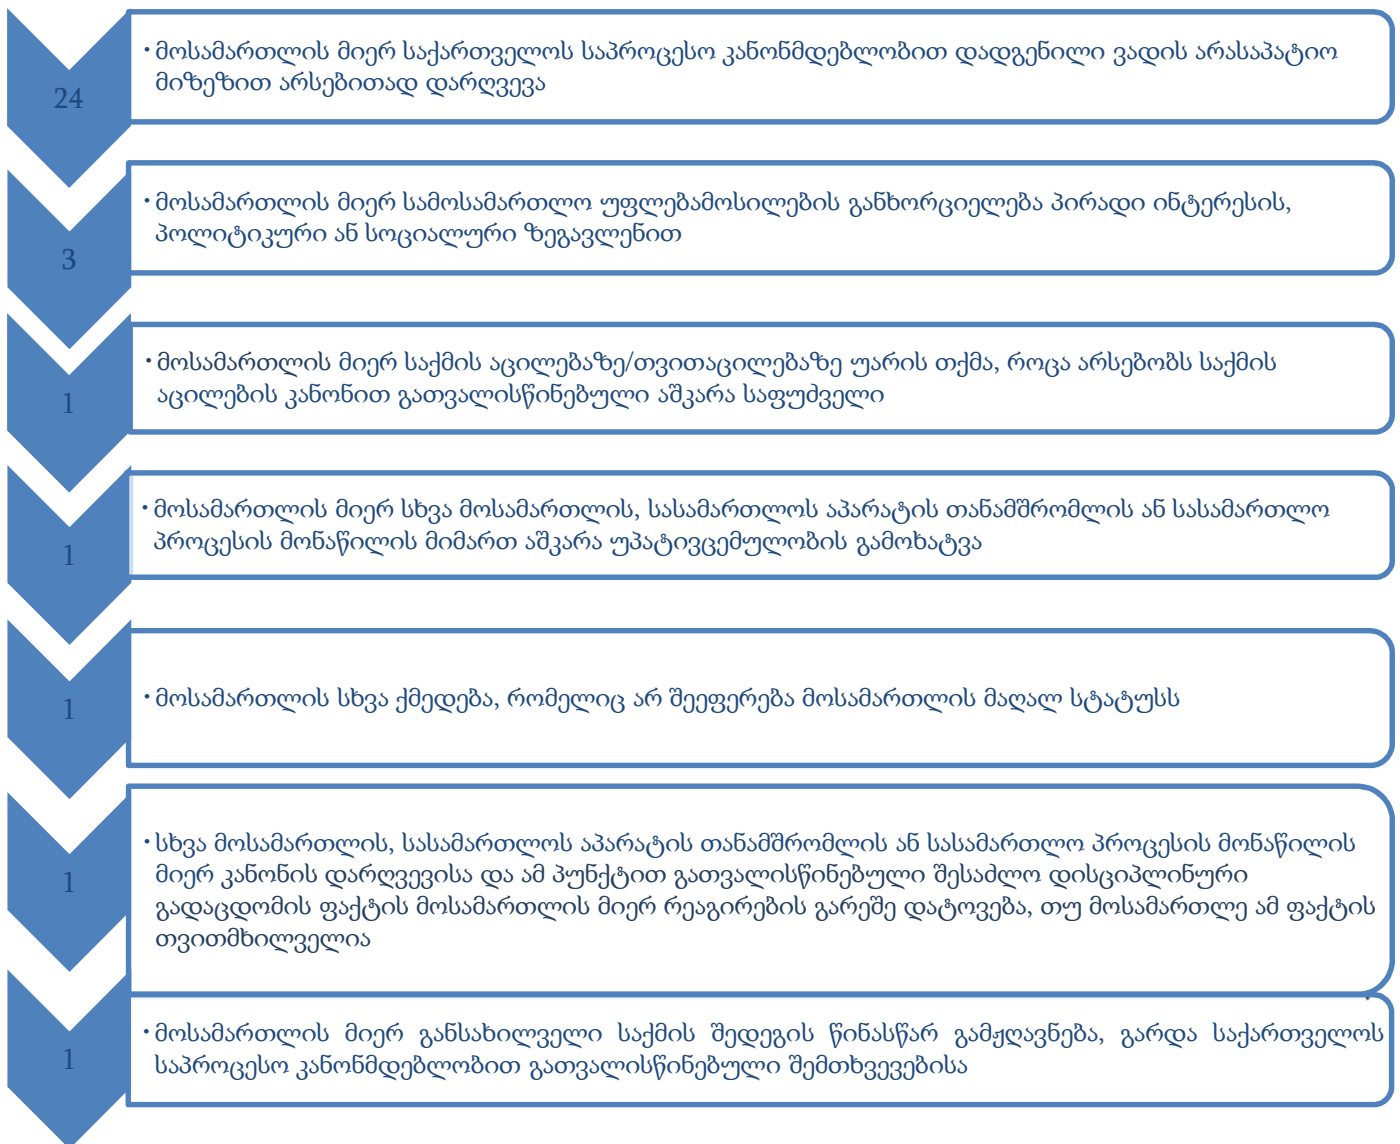 24
· მოსამართლის მიერ საქართველოს საპროცესო კანონმდებლობით დადგენილი ვადის არასაპატიო
მიზეზით არსებითად დარღვევა
3
· მოსამართლის მიერ სამოსამართლო უფლებამოსილების განხორციელება პირადი ინტერესის,
პოლიტიკური ან სოციალური ზეგავლენით
1
· მოსამართლის მიერ საქმის აცილებაზე/თვითაცილებაზე უარის თქმა, როცა არსებობს საქმის
აცილების კანონით გათვალისწინებული აშკარა საფუძველი
1
· მოსამართლის მიერ სხვა მოსამართლის, სასამართლოს აპარატის თანამშრომლის ან სასამართლო
პროცესის მონაწილის მიმართ აშკარა უპატივცემულობის გამოხატვა
1
· მოსამართლის სხვა ქმედება, რომელიც არ შეეფერება მოსამართლის მაღალ სტატუსს
1
· სხვა მოსამართლის, სასამართლოს აპარატის თანამშრომლის ან სასამართლო პროცესის მონაწილის
მიერ კანონის დარღვევისა და ამ პუნქტით გათვალისწინებული შესაძლო დისციპლინური
გადაცდომის ფაქტის მოსამართლის მიერ რეაგირების გარეშე დატოვება, თუ მოსამართლე ამ ფაქტის
თვითმხილველია
1
· მოსამართლის მიერ განსახილველი საქმის შედეგის წინასწარ გამჟღავნება, გარდა საქართველოს
საპროცესო კანონმდებლობით გათვალისწინებული შემთხვევებისა